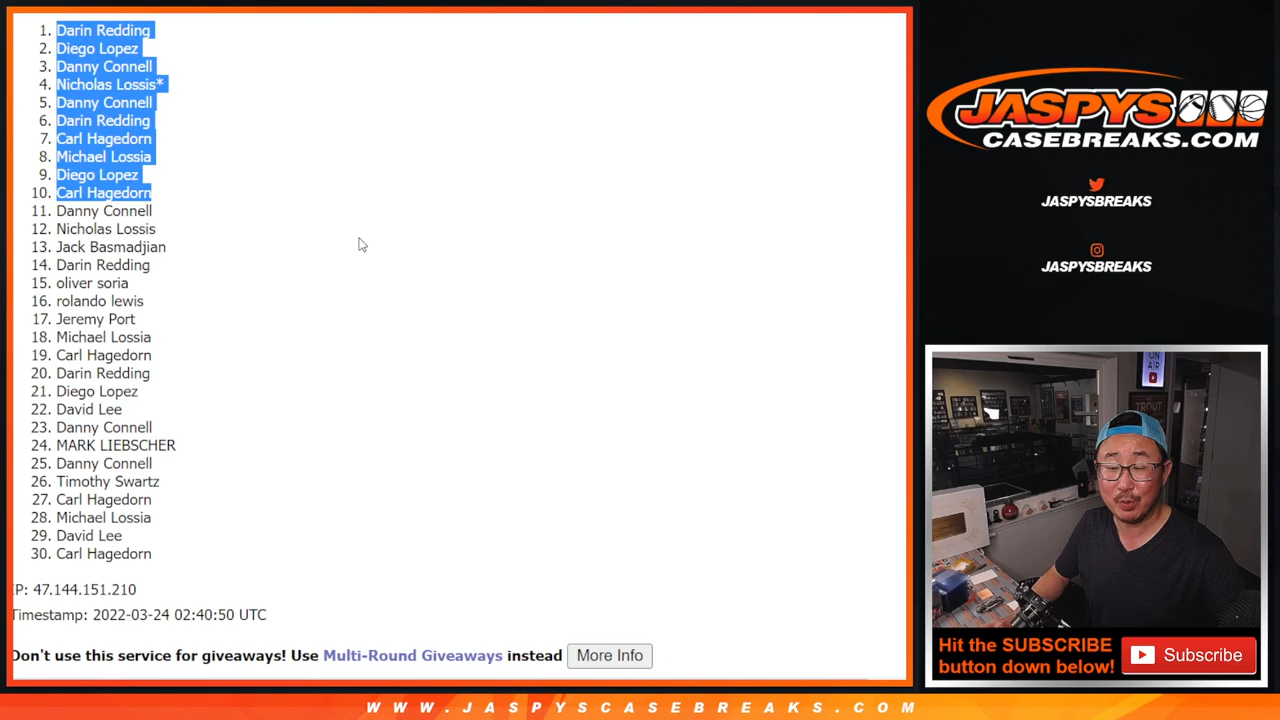 1. Darin Redding
2. Diego Lopez
3. Danny Connell
4. Nicholas Lossis*
5. Danny Connell
6. Darin Redding
7. Carl Hagedorn
8. Michael Lossia
9. Diego Lopez
10. Carl Hagedorn
11. Danny Connell
12. Nicholas Lossis
13. Jack Basmadjian
14. Darin Redding
15. oliver soria
16. rolando lewis
17. Jeremy Port
18. Michael Lossia
19. Carl Hagedorn
20. Darin Redding
21. Diego Lopez
22. David Lee
23. Danny Connell
24. MARK LIEBSCHER
25. Danny Connell
26. Timothy Swartz
27. Carl Hagedorn
28. Michael Lossia
29. David Lee
30. Carl Hagedorn
IP: 47.144.151.210
Timestamp: 2022-03-24 02:40:50 UTC
Don't use this service for giveaways! Use Multi-Round Giveaways instead More Info
JASPYS
CASEBREAKS.COM
JASPYSBREAKS
JASPYSBREAKS
ON
AIR
TROUT
Hit the SUBSCRIBE
button down below!
Subscribe
WWW.JASPYSCASEBREAKS.COM